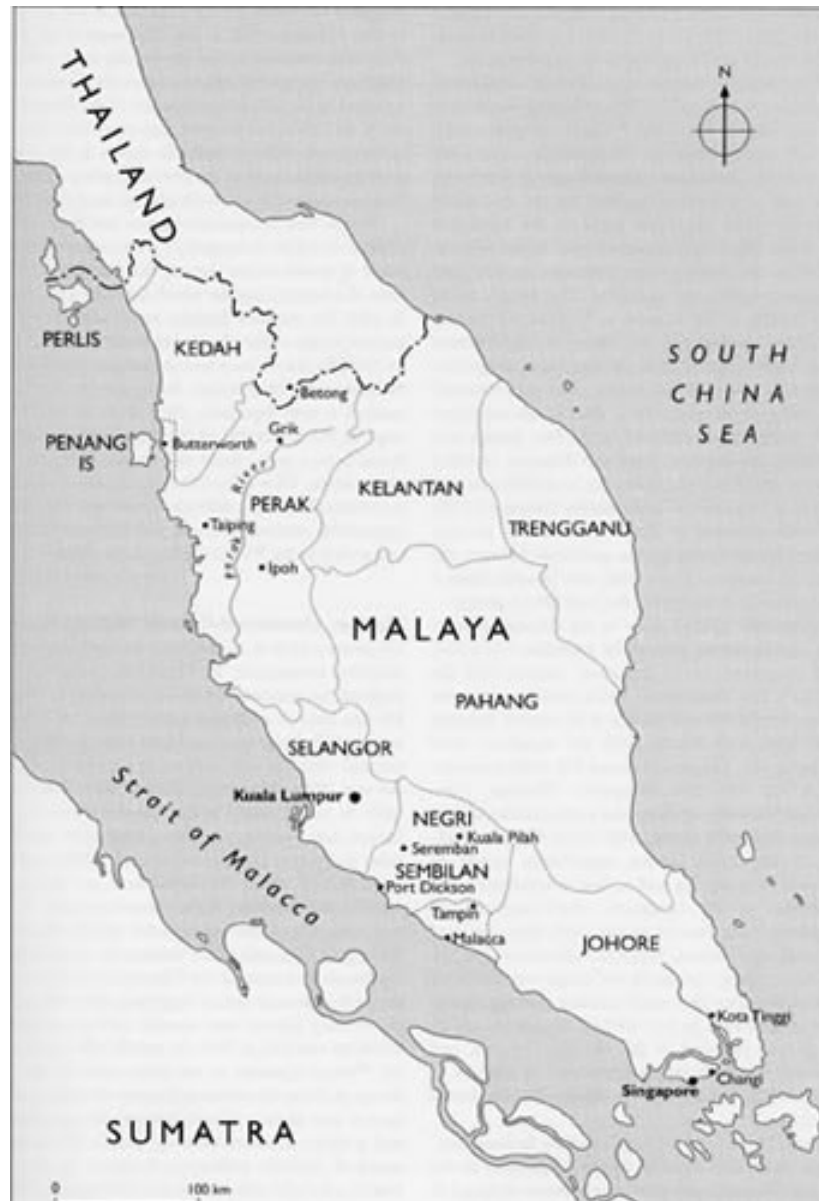 THAILAND
N
PERLIS
KEDAH
SOUTH
CHINA
SEA
Betong
PENANG
IS
Butterworth
Grik
Perak River
PERAK
KELANTAN
TRENGGANU
Taiping
Ipoh
MALAYA
PAHANG
SELANGOR
Strait of Malacca
Kuala Lumpur
NEGRI
Kuala Pilah
Seremban
SEMBILAN
Port Dickson
Tampin
Malacca
JOHORE
Kota Tinggi
Changi
Singapore
SUMATRA
0 100 km